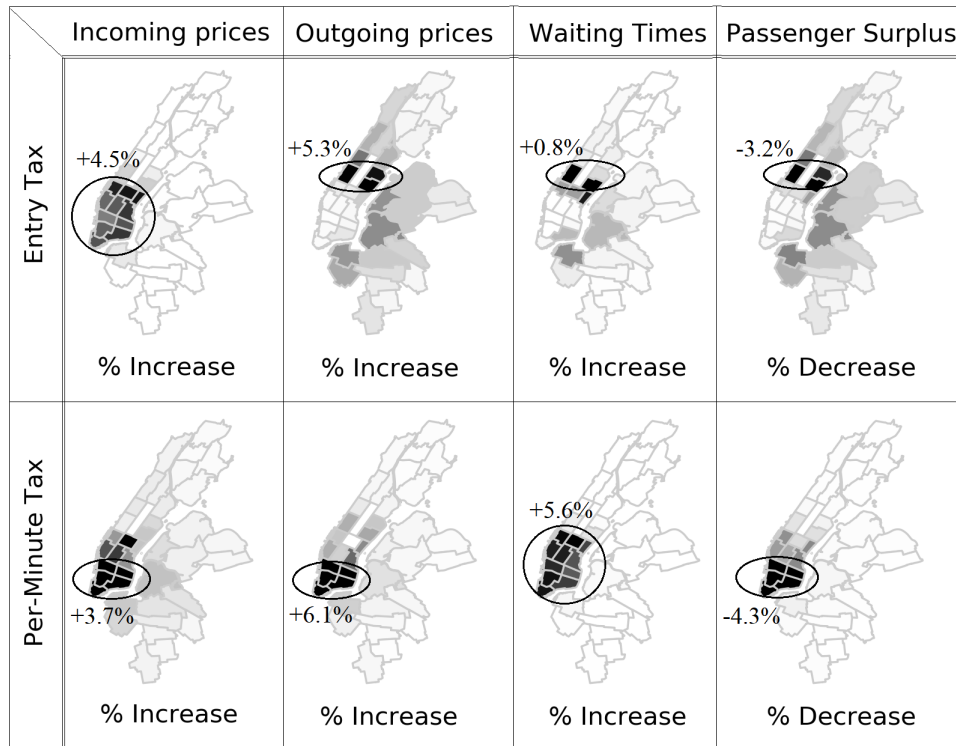 Incoming prices
Outgoing prices
Waiting Times
Passenger Surplus
Entry Tax
+4.5%
+5.3%
+0.8%
-3.2%
% Increase
% Increase
% Increase
% Decrease
Per-Minute Tax
+3.7%
+6.1%
+5.6%
-4.3%
% Increase
% Increase
% Increase
% Decrease